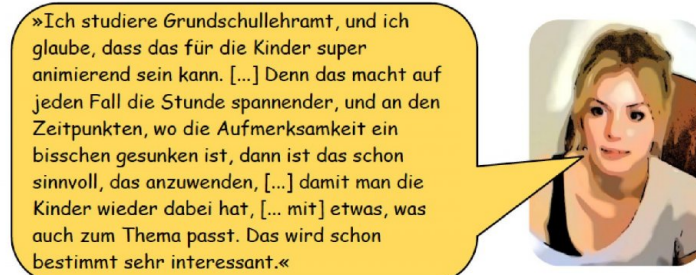 »Ich studiere Grundschullehramt, und ich
glaube, dass das für die Kinder super
animierend sein kann. [...] Denn das macht auf
jeden Fall die Stunde spannender, und an den
Zeitpunkten, wo die Aufmerksamkeit ein
bisschen gesunken ist, dann ist das schon
sinnvoll, das anzuwenden, [...] damit man die
Kinder wieder dabei hat, [... mit] etwas, was
auch zum Thema passt. Das wird schon
bestimmt sehr interessant.«